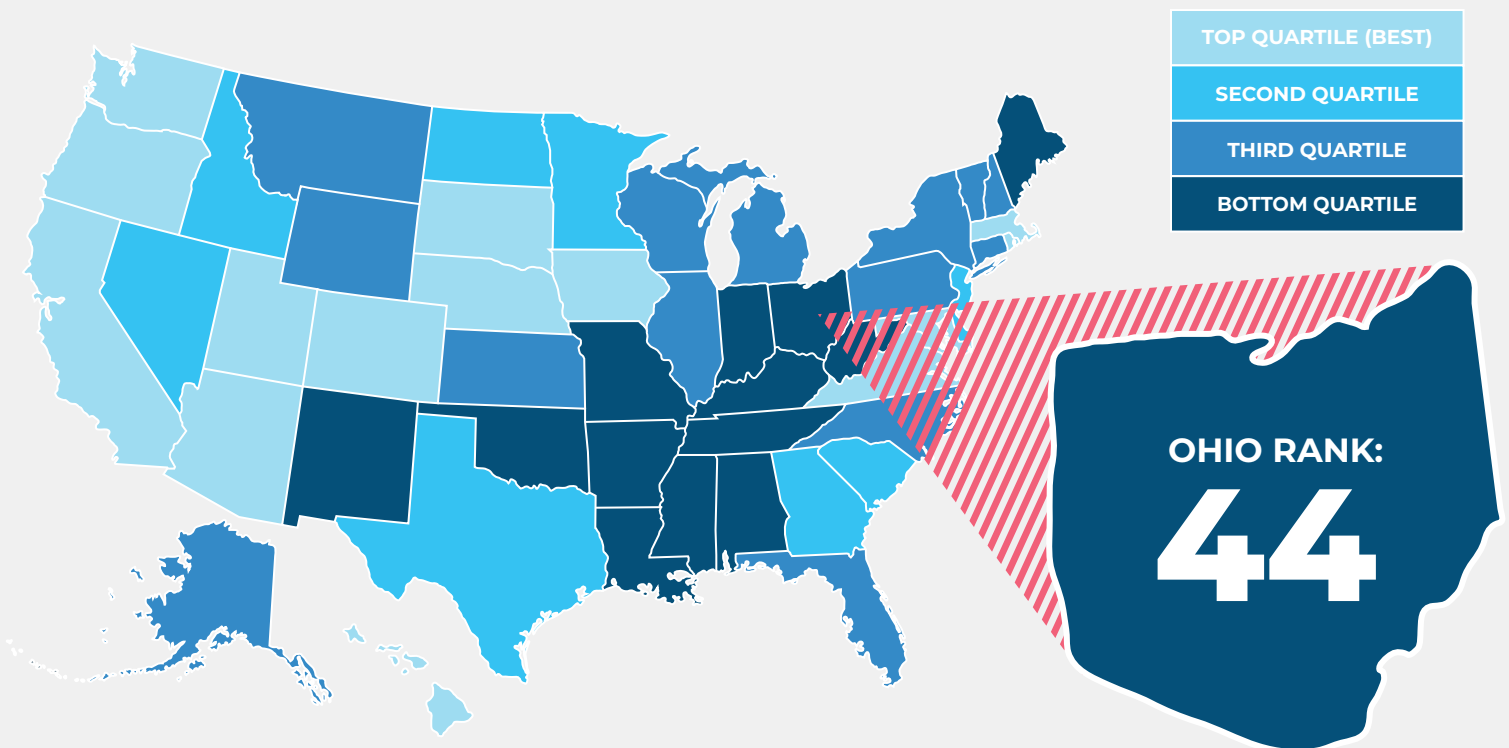 TOP QUARTILE (BEST)
SECOND QUARTILE
THIRD QUARTILE
BOTTOM QUARTILE
OHIO RANK:
44